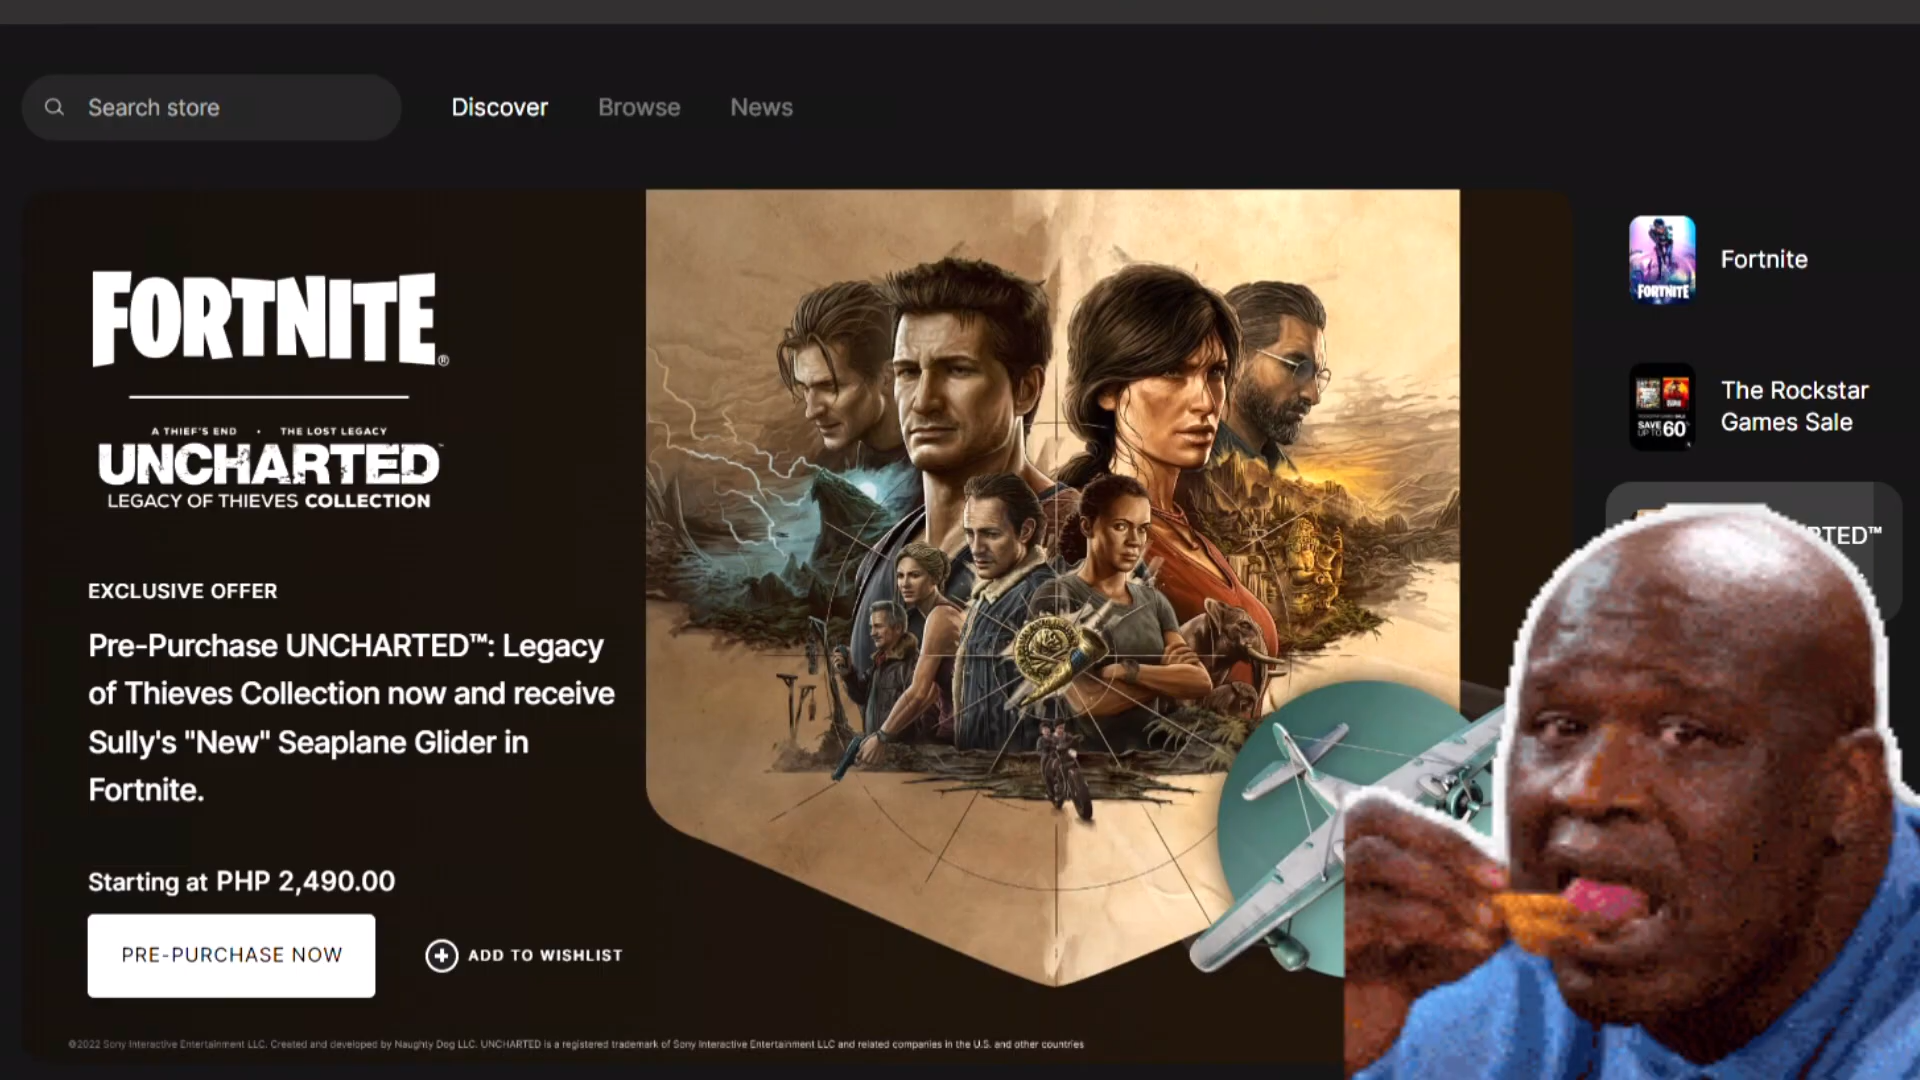 Search store
Discover
Browse
News
FORTNITE®
A THIEF'S END • THE LOST LEGACY
UNCHARTED™
LEGACY OF THIEVES COLLECTION
EXCLUSIVE OFFER
Pre-Purchase UNCHARTED™: Legacy
of Thieves Collection now and receive
Sully's "New" Seaplane Glider in
Fortnite.
Starting at PHP 2,490.00
PRE-PURCHASE NOW
ADD TO WISHLIST
©2022 Sony Interactive Entertainment LLC. Created and developed by Naughty Dog LLC. UNCHARTED is a registered trademark of Sony Interactive Entertainment LLC and related companies in the U.S. and other countries
FORTNITE
Fortnite
SAVE
UP TO 60
The Rockstar
Games Sale
RTED™